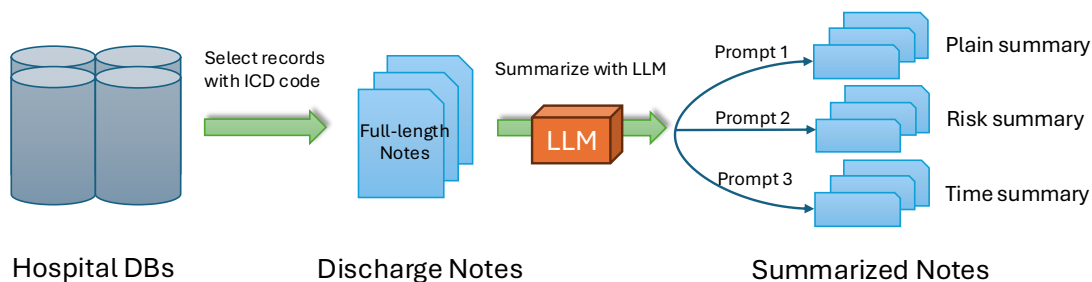 Select records
with ICD code
Full-length
Notes
Summarize with LLM
LLM
Prompt 1
Plain summary
Prompt 2
Risk summary
Prompt 3
Time summary
Hospital DBs
Discharge Notes
Summarized Notes